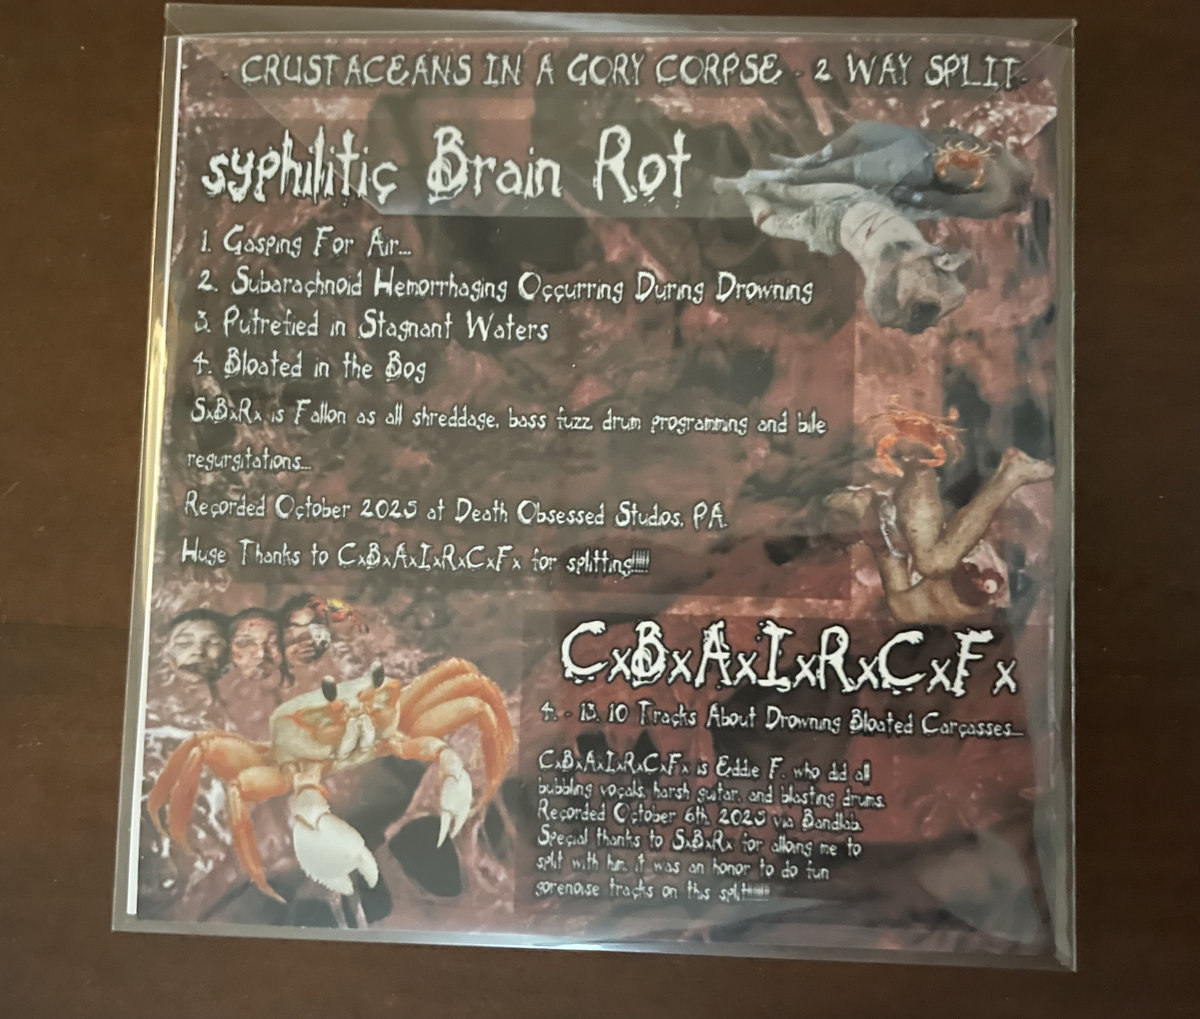 - CRUSTACEANS IN A GORY CORPSE - 2 WAY SPLIT-
syphilitic Brain Rot
1. Gasping For Air...
2. Subarachnoid Hemorrhaging Occurring During Drowning
3. Putrefied in Stagnant Waters
4. Bloated in the Bog
SxBxRx is Fallon as all shreddage, bass fuzz, drum programming and bile
regurgitations...
Recorded October 2025 at Death Obsessed Studios, PA.
Huge Thanks to CxBxAxIxRxCxFx for splitting!!!!!
CxBxAxIxRxCxFx
4. - 13. 10 Tracks About Drowning Bloated Carcasses....
CxBxAxIxRxCxFx is Eddie F. who did all
bubbling vocals, harsh guitar, and blasting drums.
Recorded October 6th, 2025 via Bandlab.
Special thanks to SxBxRx for alloing me to
split with him, it was an honor to do fun
gorenoise tracks on this split!!!!!!!